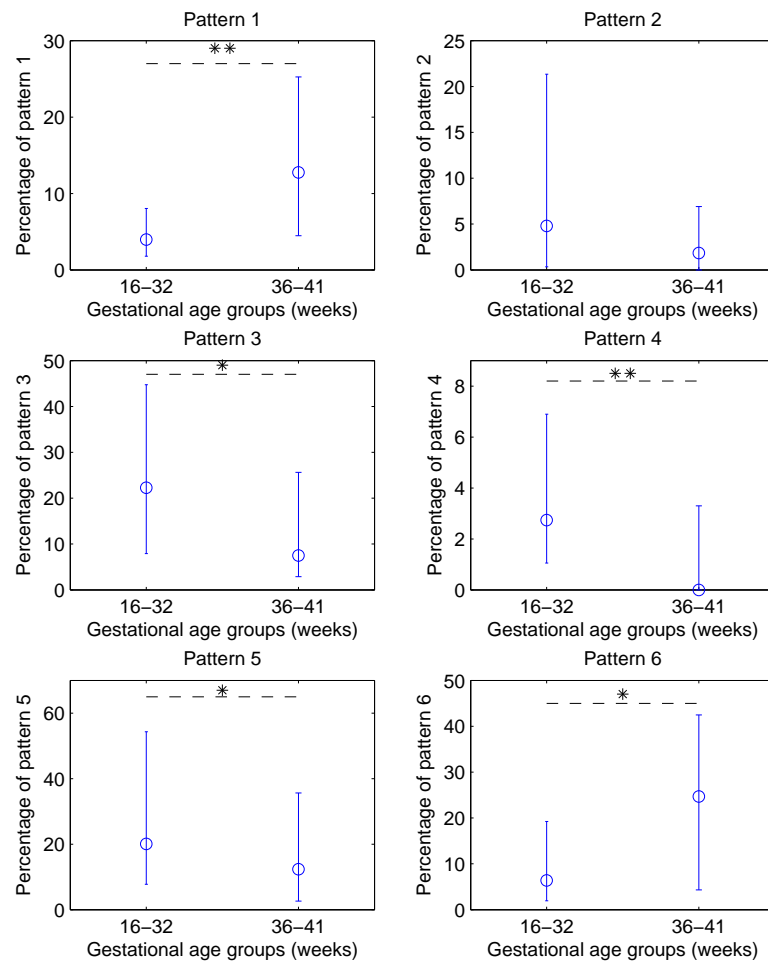 Pattern 1
30
20
10
0
Percentage of pattern 1
**
16−32
36−41
Gestational age groups (weeks)
Pattern 2
25
20
15
10
5
0
Percentage of pattern 2
16−32
36−41
Gestational age groups (weeks)
Pattern 3
50
40
30
20
10
0
Percentage of pattern 3
*
16−32
36−41
Gestational age groups (weeks)
Pattern 4
8
6
4
2
0
Percentage of pattern 4
**
16−32
36−41
Gestational age groups (weeks)
Pattern 5
60
40
20
0
Percentage of pattern 5
*
16−32
36−41
Gestational age groups (weeks)
Pattern 6
50
40
30
20
10
0
Percentage of pattern 6
*
16−32
36−41
Gestational age groups (weeks)